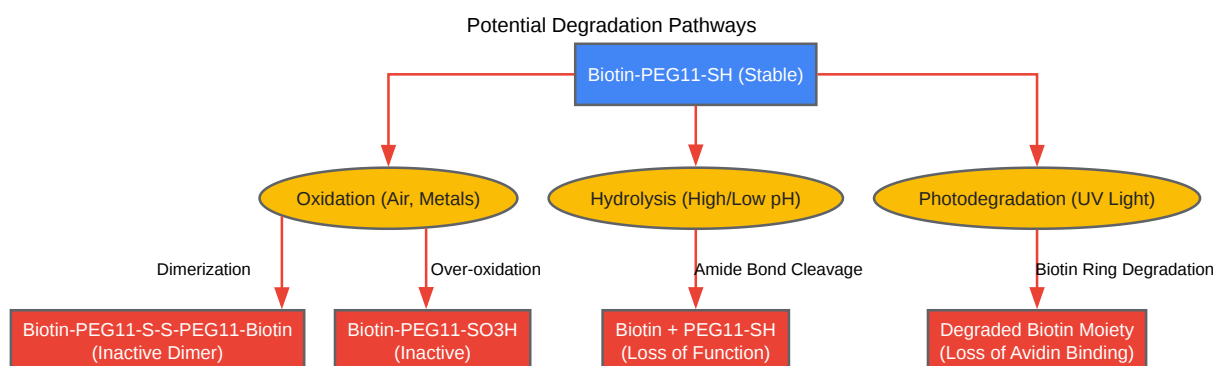 Potential Degradation Pathways
Biotin-PEG11-SH (Stable)
Oxidation (Air, Metals)
Hydrolysis (High/Low pH)
Photodegradation (UV Light)
Dimerization
Over-oxidation
Amide Bond Cleavage
Biotin Ring Degradation
Biotin-PEG11-S-S-PEG11-Biotin
(Inactive Dimer)
Biotin-PEG11-SO3H
(Inactive)
Biotin + PEG11-SH
(Loss of Function)
Degraded Biotin Moiety
(Loss of Avidin Binding)